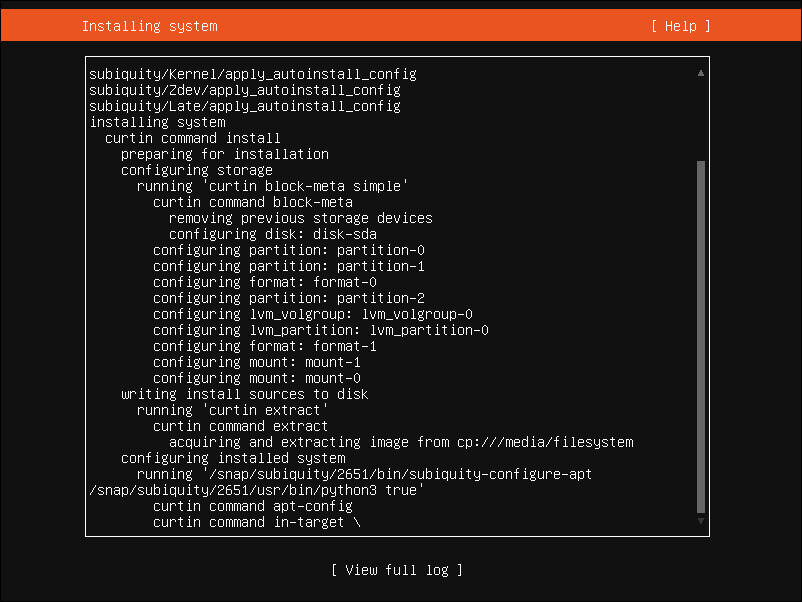 Installing system [ Help ]
subiquity/Kernel/apply_autoinstall_config
subiquity/Zdev/apply_autoinstall_config
subiquity/Late/apply_autoinstall_config
installing system
curtin command install
preparing for installation
configuring storage
running 'curtin block-meta simple'
curtin command block-meta
removing previous storage devices
configuring disk: disk-sda
configuring partition: partition-0
configuring partition: partition-1
configuring format: format-0
configuring partition: partition-2
configuring lvm_volgroup: lvm_volgroup-0
configuring lvm_partition: lvm_partition-0
configuring format: format-1
configuring mount: mount-1
configuring mount: mount-0
writing install sources to disk
running 'curtin extract'
curtin command extract
acquiring and extracting image from cp:///media/filesystem
configuring installed system
running '/snap/subiquity/2651/bin/subiquity-configure-apt
/snap/subiquity/2651/usr/bin/python3 true'
curtin command apt-config
curtin command in-target \
[ View full log ]